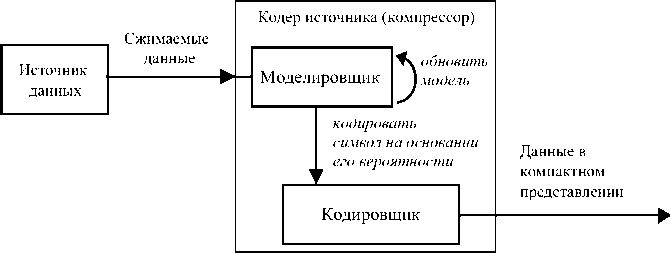 Кодер источника (компрессор)
Сжимаемые
данные
Источник
данных
Моделировщик
обновить
модель
кодировать
символ на основании
его вероятности
Данные в
компактном
представлении
Кодировщик